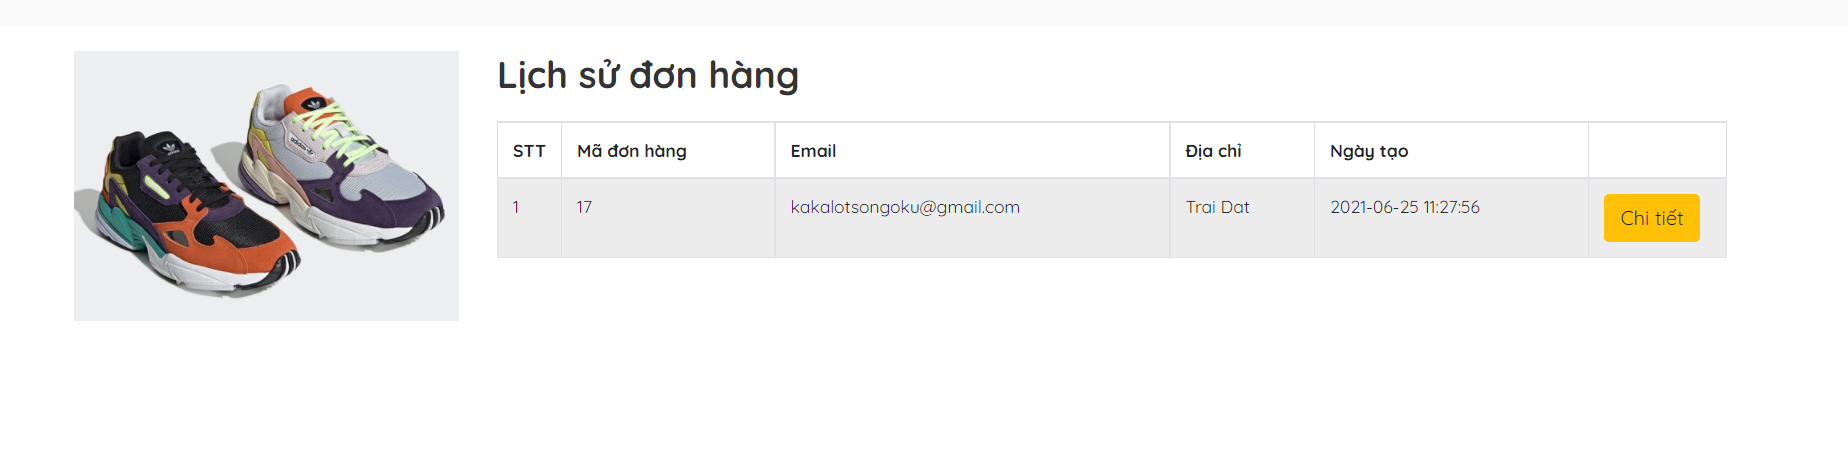 Lịch sử đơn hàng
STT Mã đơn hàng Email Địa chỉ Ngày tạo
1 17 kakalotsongoku@gmail.com Trai Dat 2021-06-25 11:27:56 Chi tiết
adidas